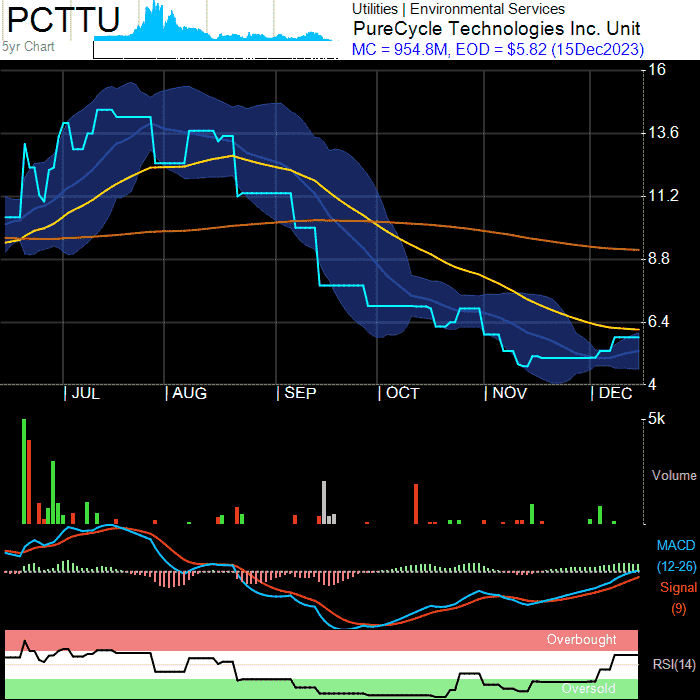 PCTTU
5yr Chart
Utilities | Environmental Services
PureCycle Technologies Inc. Unit
MC = 954.8M, EOD = $5.82 (15Dec2023)
16
13.6
11.2
8.8
6.4
4
| JUL
| AUG
| SEP
| OCT
| NOV
| DEC
5k
Volume
MACD
(12-26)
Signal
(9)
Overbought
RSI(14)
Oversold